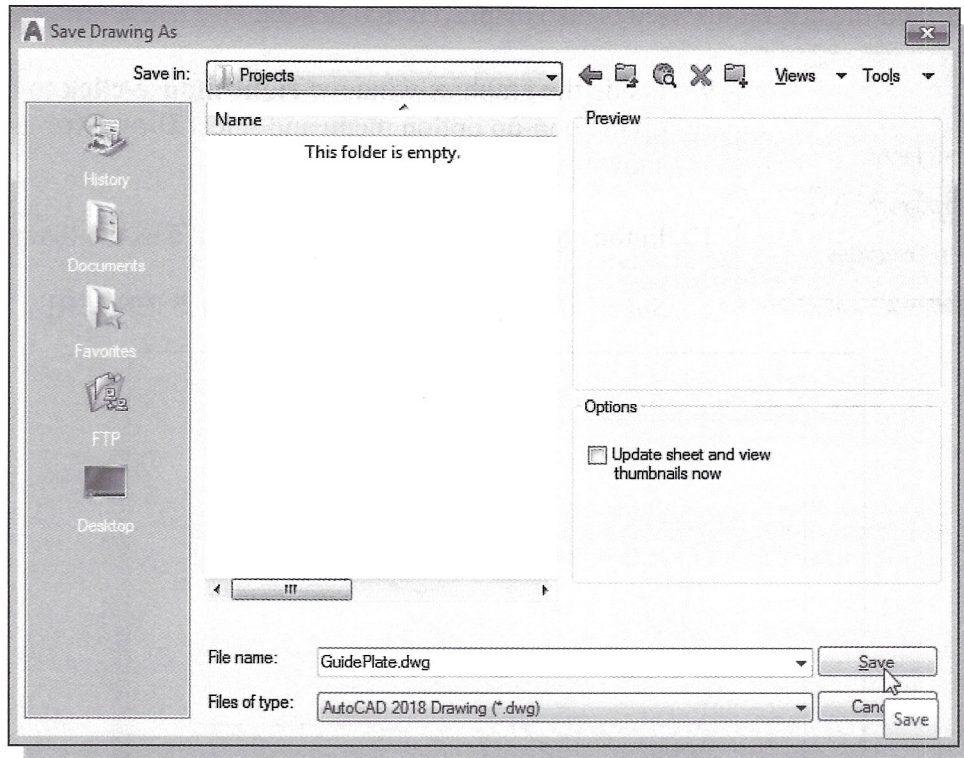 Save Drawing As
Save in: Projects Views Tools
Name
This folder is empty.
Preview
History
Documents
Favorites
FTP
Desktop
Options
Update sheet and view
thumbnails now
File name: GuidePlate.dwg Save
Files of type: AutoCAD 2018 Drawing (*.dwg)
Save